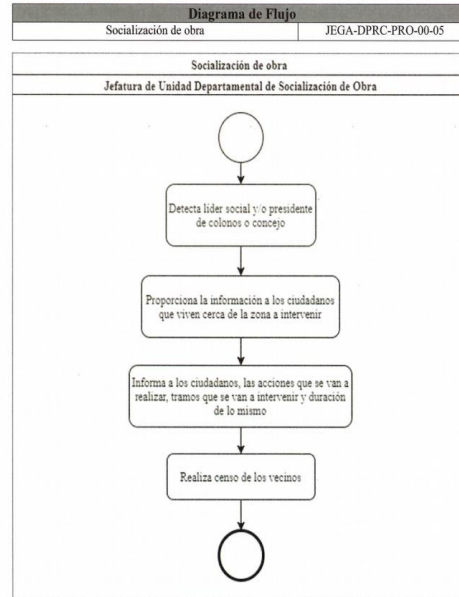 Diagrama de Flujo
Socialización de obra JEGA-DPRC-PRO-00-05
Socialización de obra
Jefatura de Unidad Departamental de Socialización de Obra
Detecta líder social y/o presidente
de colonos o concejo
Proporciona la información a los ciudadanos
que viven cerca de la zona a intervenir
Informa a los ciudadanos, las acciones que se van a
realizar, tramos que se van a intervenir y duración
de lo mismo
Realiza censo de los vecinos